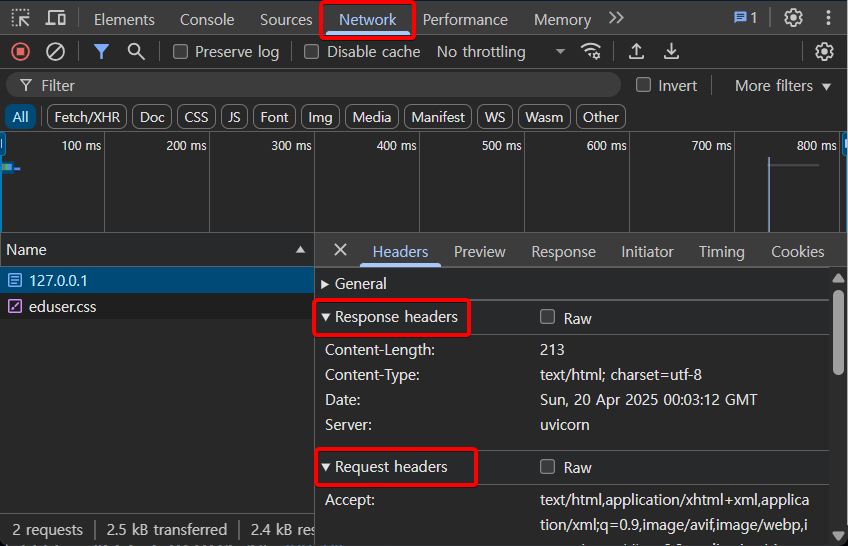 Elements Console Sources Network Performance Memory 1
Preserve log Disable cache No throttling
Filter Invert More filters
All Fetch/XHR Doc CSS JS Font Img Media Manifest WS Wasm Other
100 ms 200 ms 300 ms 400 ms 500 ms 600 ms 700 ms 800 ms
Name
127.0.0.1
eduser.css
Headers Preview Response Initiator Timing Cookies
General
Response headers Raw
Content-Length: 213
Content-Type: text/html; charset=utf-8
Date: Sun, 20 Apr 2025 00:03:12 GMT
Server: uvicorn
Request headers Raw
Accept: text/html,application/xhtml+xml,applica
tion/xml;q=0.9,image/avif,image/webp,i
2 requests 2.5 kB transferred 2.4 kB res